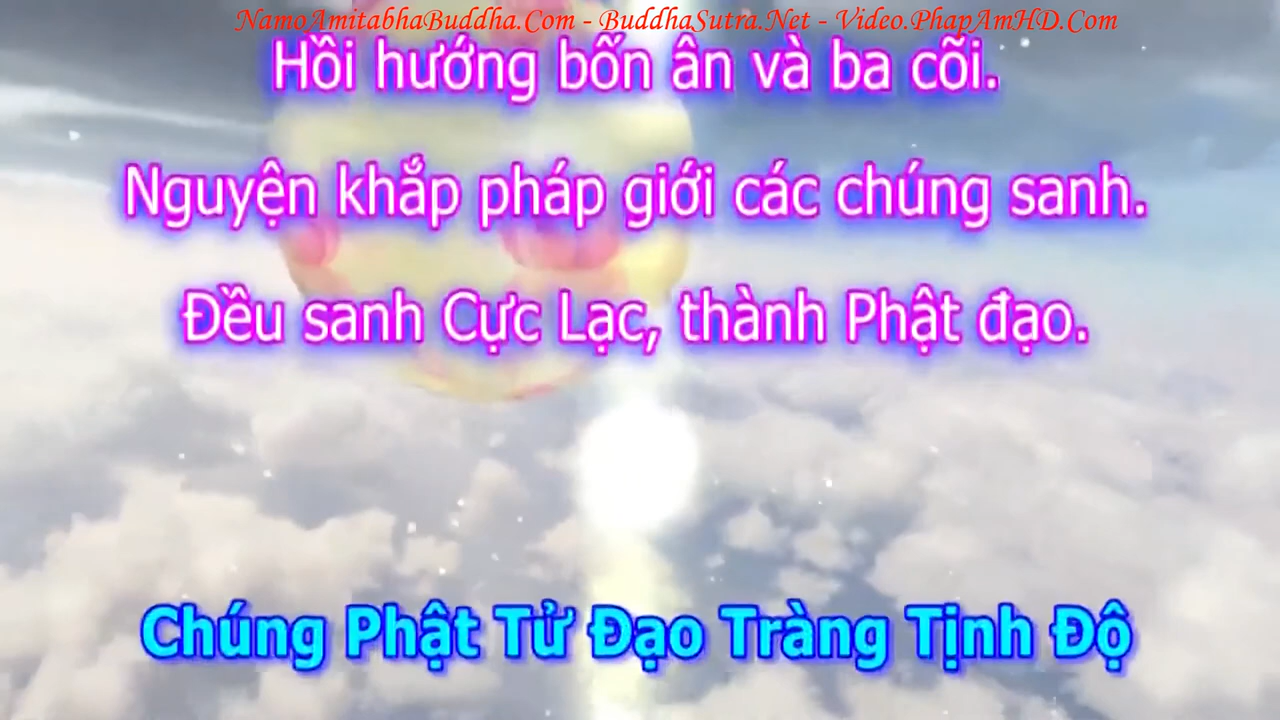 NamoAmitabhaBuddha.Com - BuddhaSutra.Net - Video.PhapAmHD.Com
Hồi hướng bốn ân và ba cõi.
Nguyện khắp pháp giới các chúng sanh.
Đều sanh Cực Lạc, thành Phật đạo.
Chúng Phật Tử Đạo Tràng Tịnh Độ